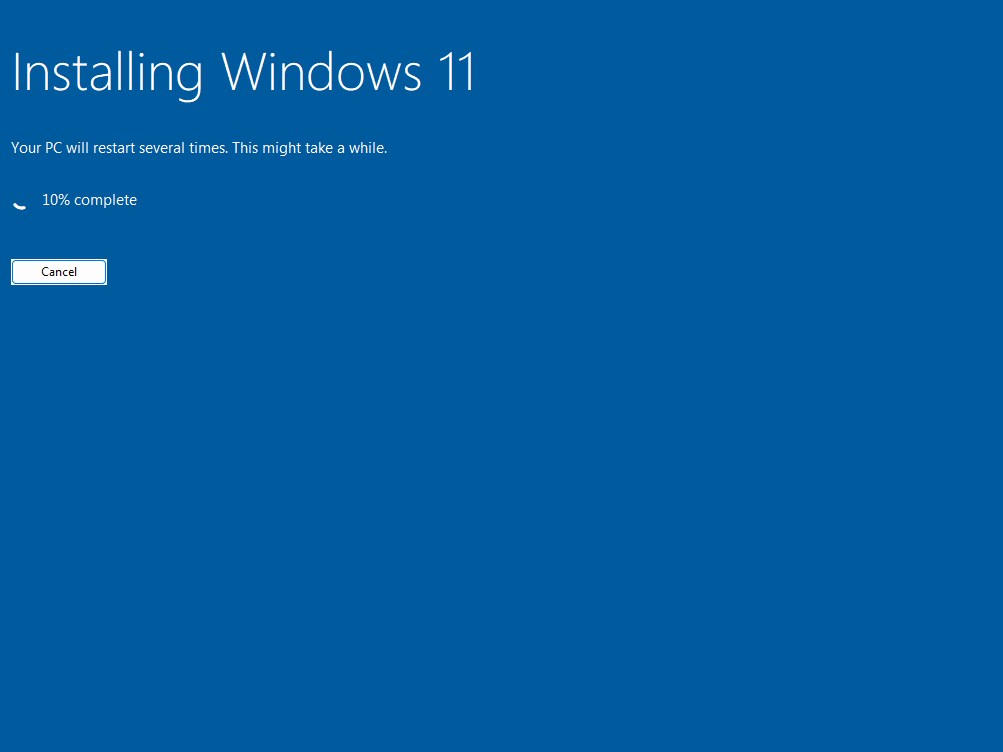 Installing Windows 11
Your PC will restart several times. This might take a while.
10% complete
Cancel